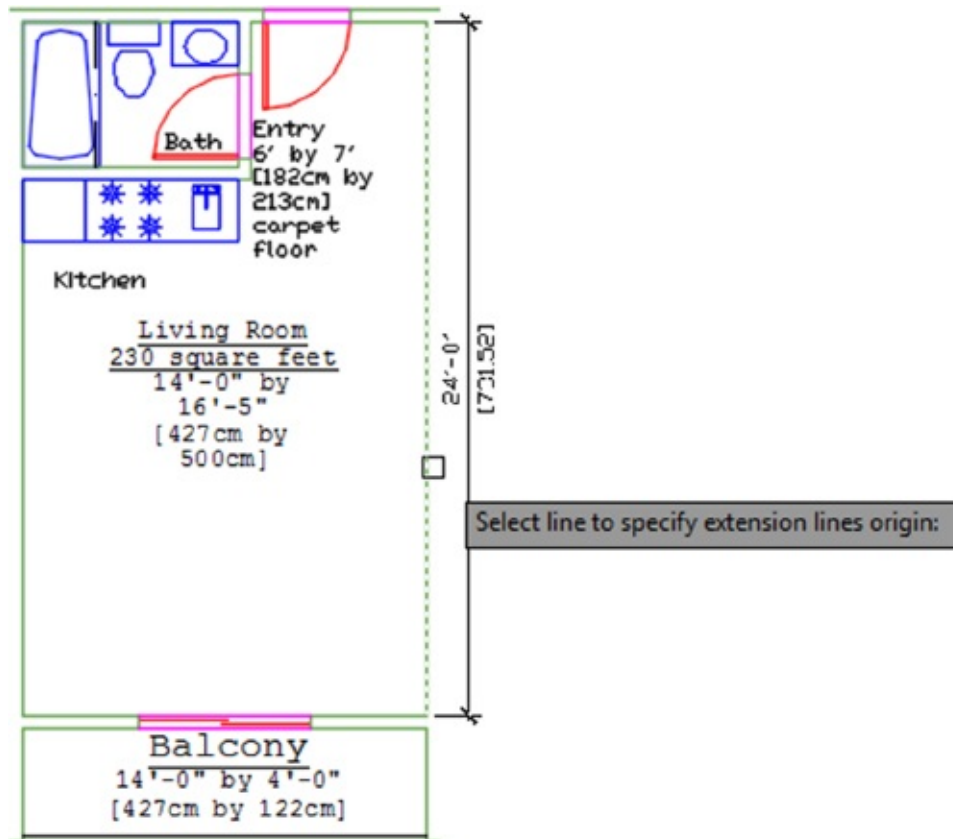 Bath
Entry
6' by 7'
[182cm by
213cm]
carpet
floor
Kitchen
Living Room
230 square feet
14'-0" by
16'-5"
[427cm by
500cm]
24'-0"
[731.52]
Select line to specify extension lines origin:
Balcony
14'-0" by 4'-0"
[427cm by 122cm]